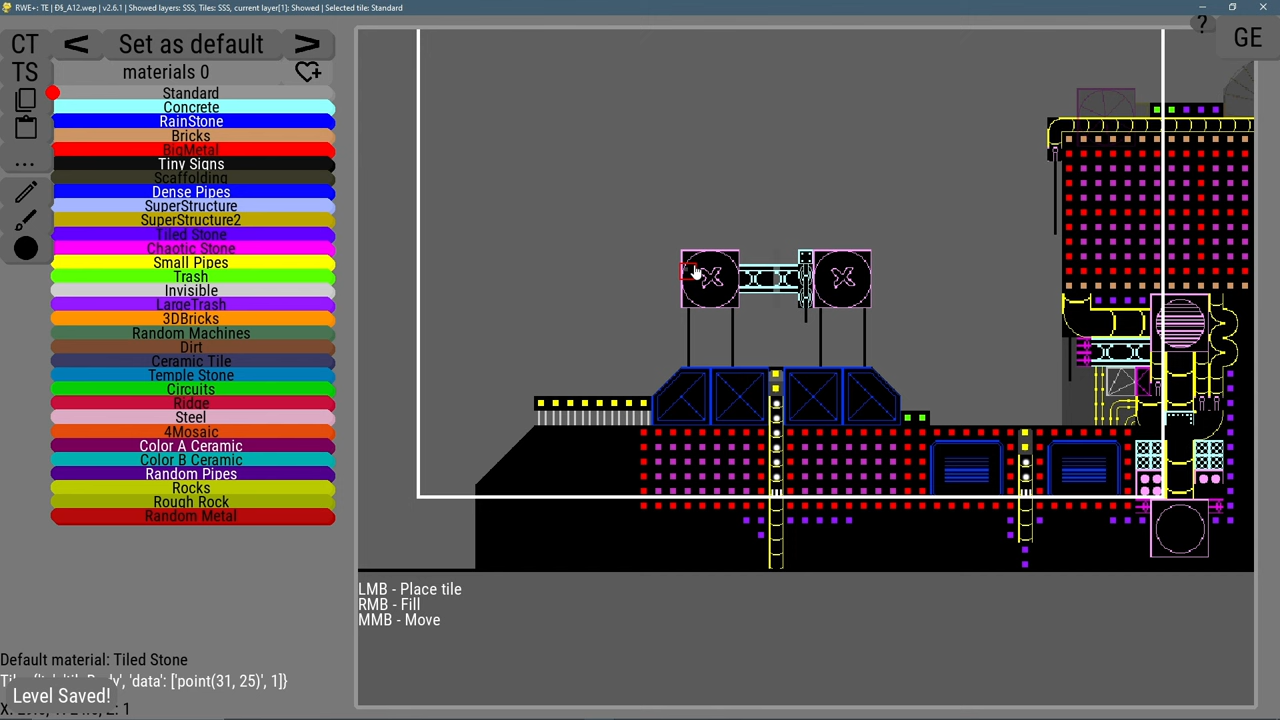 RWE+: TE | Đ§_A12.wep | v2.6.1 | Showed layers: SSS, Tiles: SSS, current layer[1]: Showed | Selected tile: Standard
CT
<
Set as default
>
?
GE
TS
materials 0
Standard
Concrete
RainStone
Bricks
BigMetal
Tiny Signs
Scaffolding
Dense Pipes
SuperStructure
SuperStructure2
Tiled Stone
Chaotic Stone
Small Pipes
Trash
Invisible
LargeTrash
3DBricks
Random Machines
Dirt
Ceramic Tile
Temple Stone
Circuits
Ridge
Steel
4Mosaic
Color A Ceramic
Color B Ceramic
Random Pipes
Rocks
Rough Rock
Random Metal
...
LMB - Place tile
RMB - Fill
MMB - Move
Default material: Tiled Stone
'data': ['point(31, 25)', 1]}
Level Saved!